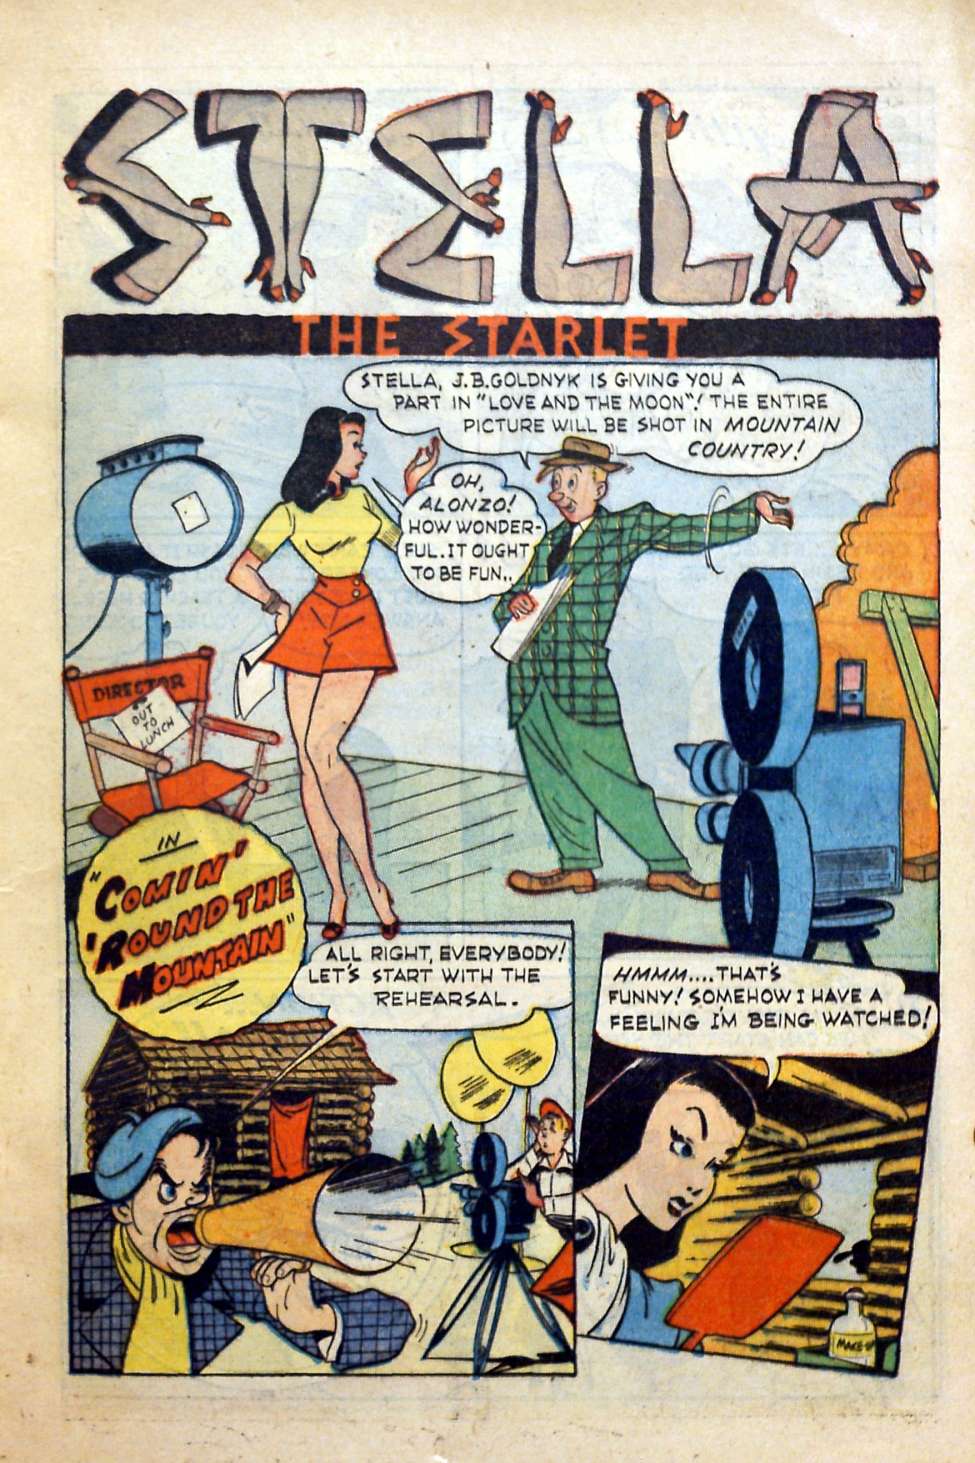 STELLA
THE STARLET
STELLA, J.B. GOLDNYK IS GIVING YOU A
PART IN "LOVE AND THE MOON"! THE ENTIRE
PICTURE WILL BE SHOT IN MOUNTAIN
COUNTRY!
OH,
ALONZO!
HOW WONDER-
FUL. IT OUGHT
TO BE FUN..
DIRECTOR
OUT
TO
LUNCH
IN
"COMIN'
'ROUND THE
MOUNTAIN"
ALL RIGHT, EVERYBODY!
LET'S START WITH THE
REHEARSAL.
HMMM....THAT'S
FUNNY! SOMEHOW I HAVE A
FEELING I'M BEING WATCHED!
MAKE-UP